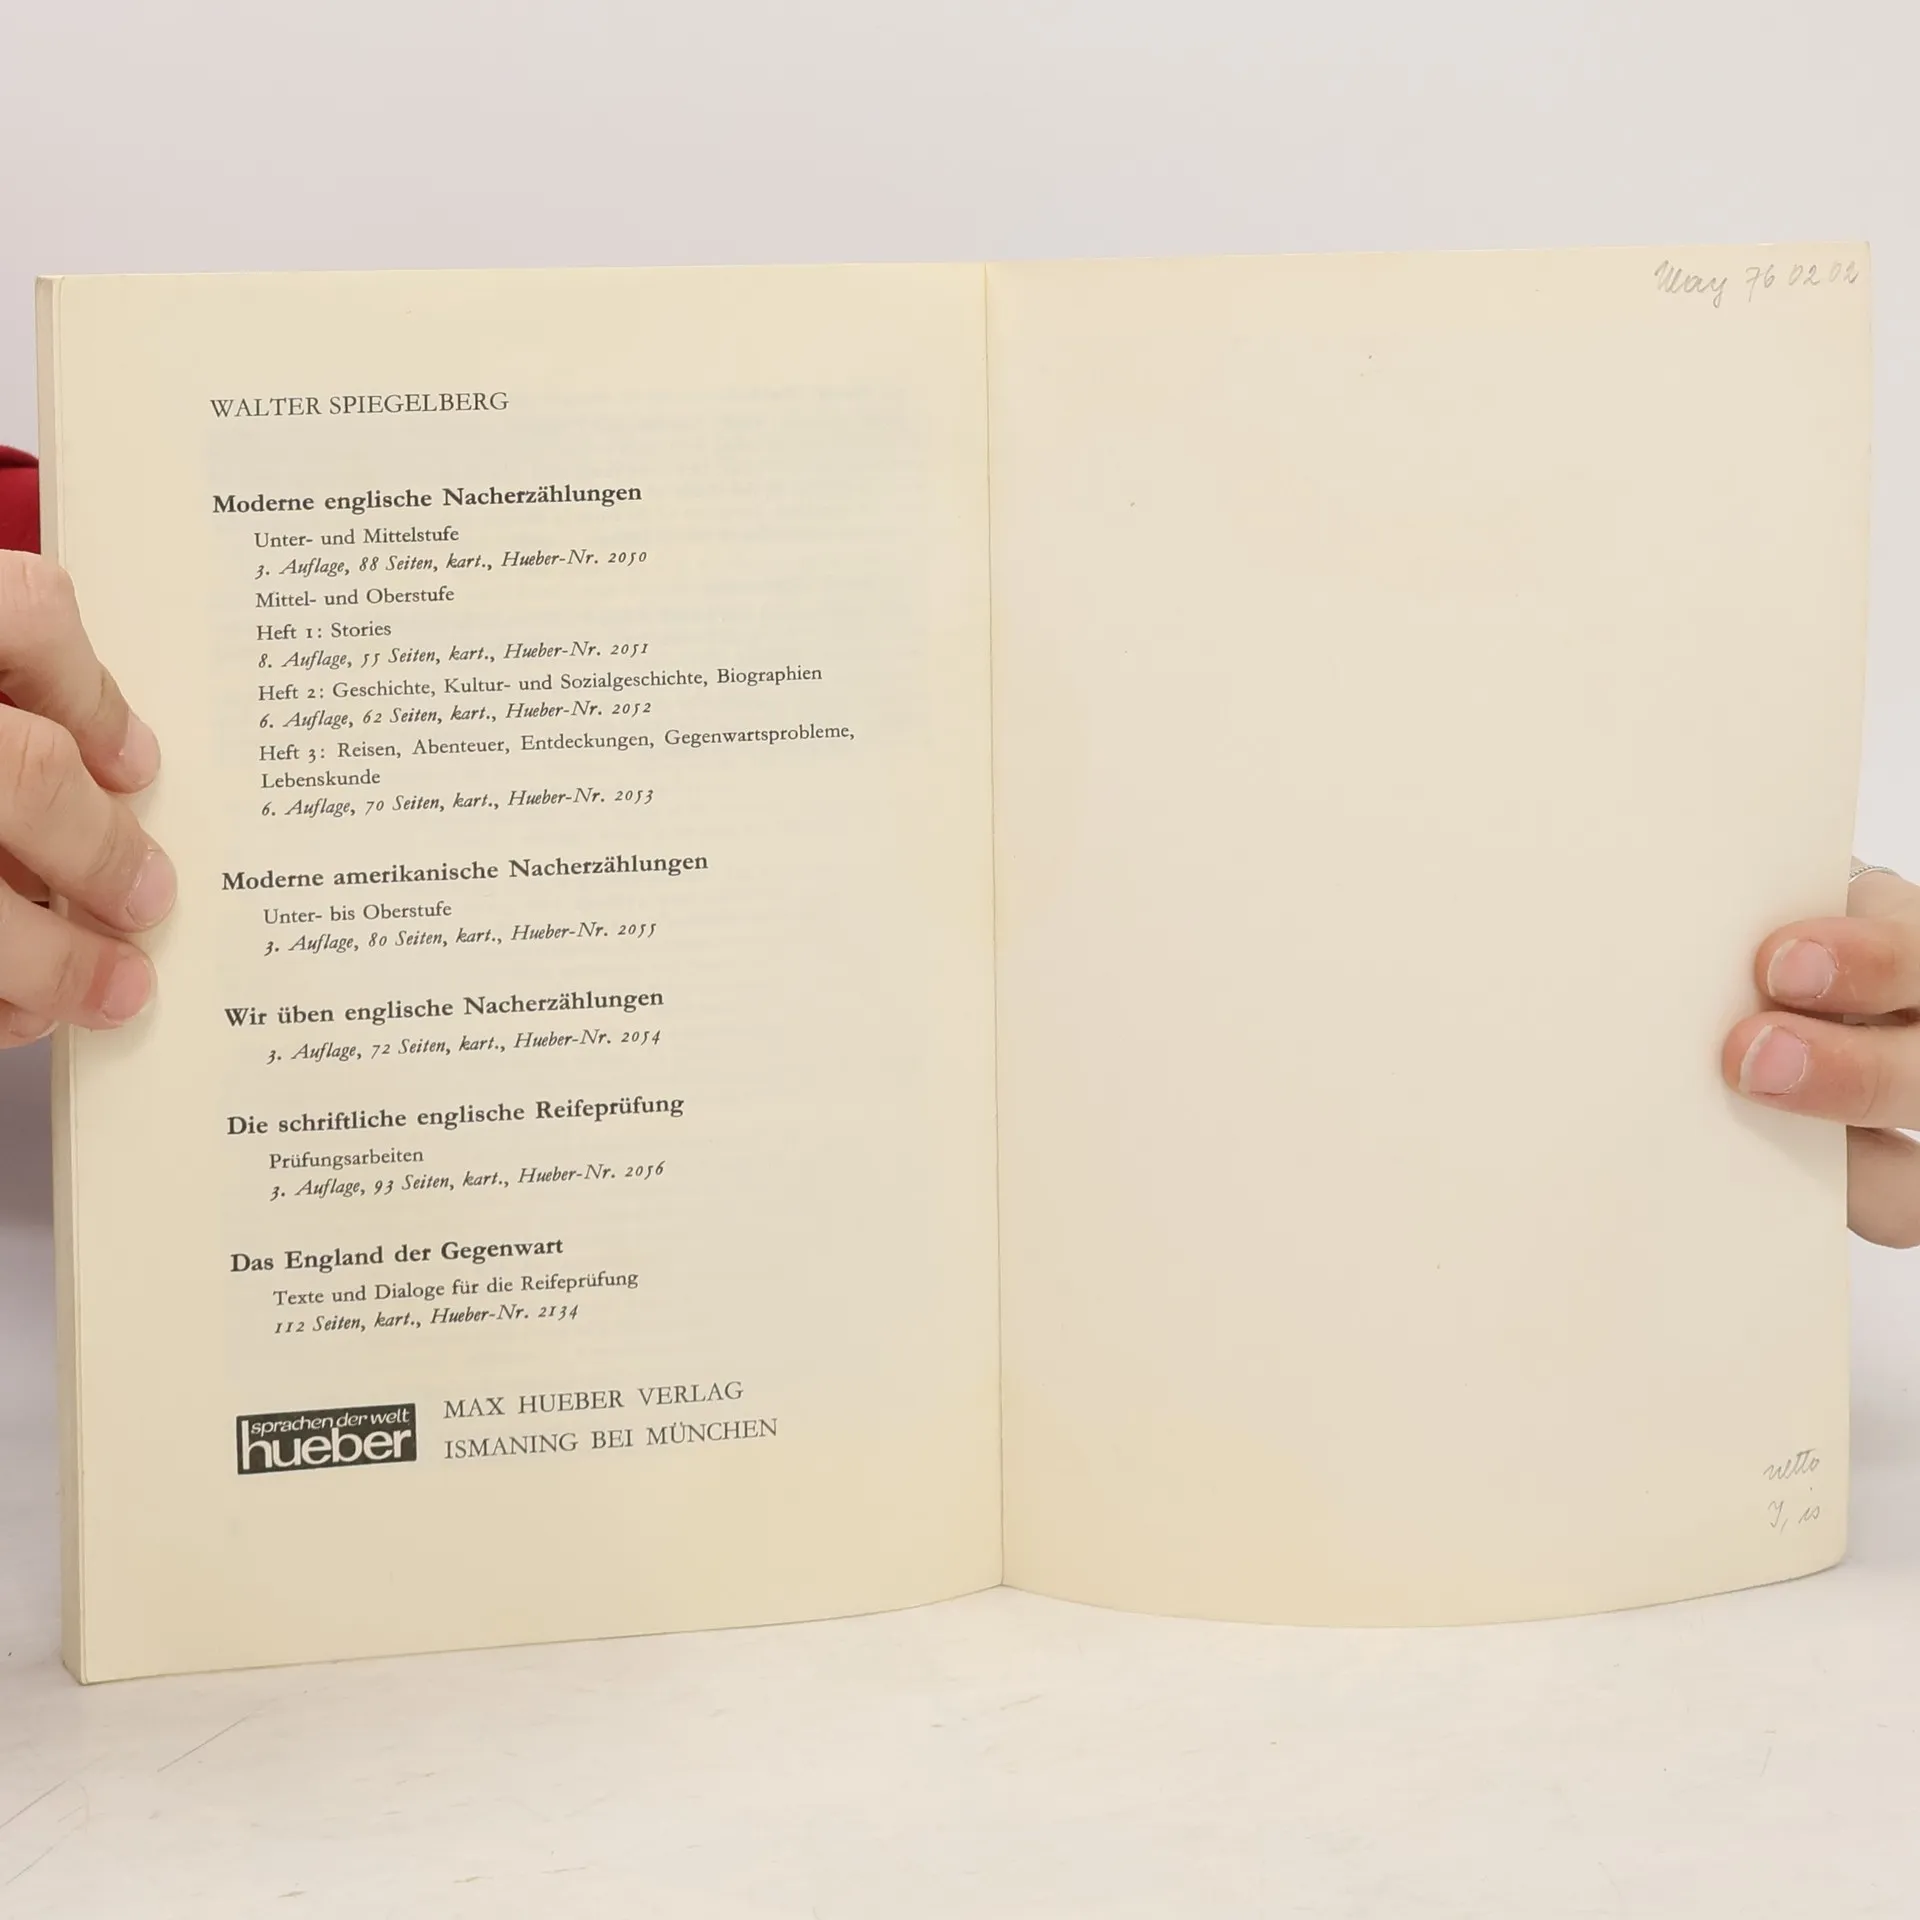 WALTER SPIEGELBERG
Moderne englische Nacherzählungen
Unter- und Mittelstufe
3. Auflage, 88 Seiten, kart., Hueber-Nr. 2050
Mittel- und Oberstufe
Heft 1: Stories
8. Auflage, 55 Seiten, kart., Hueber-Nr. 2051
Heft 2: Geschichte, Kultur- und Sozialgeschichte, Biographien
6. Auflage, 62 Seiten, kart., Hueber-Nr. 2052
Heft 3: Reisen, Abenteuer, Entdeckungen, Gegenwartsprobleme,
Lebenskunde
6. Auflage, 70 Seiten, kart., Hueber-Nr. 2053
Moderne amerikanische Nacherzählungen
Unter- bis Oberstufe
3. Auflage, 80 Seiten, kart., Hueber-Nr. 2055
Wir üben englische Nacherzählungen
3. Auflage, 72 Seiten, kart., Hueber-Nr. 2054
Die schriftliche englische Reifeprüfung
Prüfungsarbeiten
3. Auflage, 93 Seiten, kart., Hueber-Nr. 2056
Das England der Gegenwart
Texte und Dialoge für die Reifeprüfung
112 Seiten, kart., Hueber-Nr. 2134
sprachen der welt
hueber
MAX HUEBER VERLAG
ISMANING BEI MÜNCHEN
76 02 02
netto